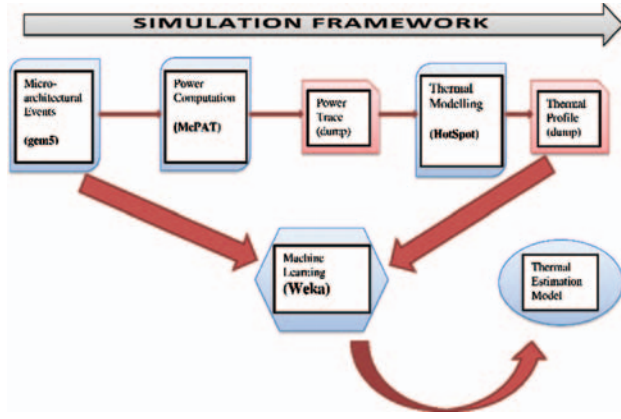 SIMULATION FRAMEWORK
Micro-
architectural
Events
(gem5)
Power
Computation
(McPAT)
Power
Trace
(dump)
Thermal
Modelling
(HotSpot)
Thermal
Profile
(dump)
Machine
Learning
(Weka)
Thermal
Estimation
Model